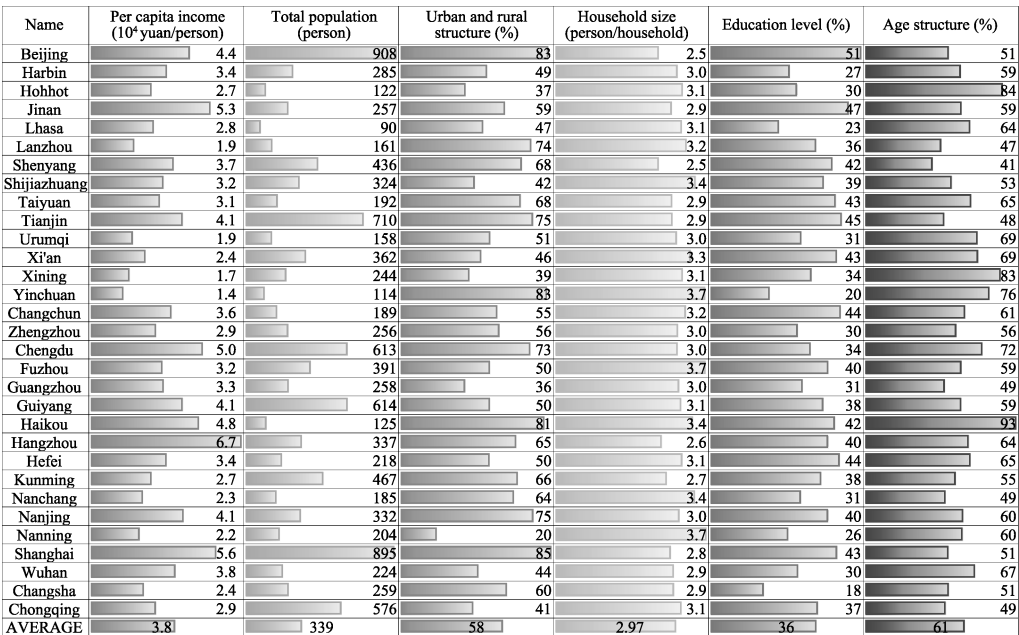 Name Per capita income (10⁴ yuan/person) Total population (person) Urban and rural structure (%) Household size (person/household) Education level (%) Age structure (%)
Beijing 4.4 908 83 2.5 51 51
Harbin 3.4 285 49 3.0 27 59
Hohhot 2.7 122 37 3.1 30 84
Jinan 5.3 257 59 2.9 47 59
Lhasa 2.8 90 47 3.1 23 64
Lanzhou 1.9 161 74 3.2 36 47
Shenyang 3.7 436 68 2.5 42 41
Shijiazhuang 3.2 324 42 3.4 39 53
Taiyuan 3.1 192 68 2.9 43 65
Tianjin 4.1 710 75 2.9 45 48
Urumqi 1.9 158 51 3.0 31 69
Xi'an 2.4 362 46 3.3 43 69
Xining 1.7 244 39 3.1 34 83
Yinchuan 1.4 114 83 3.7 20 76
Changchun 3.6 189 55 3.2 44 61
Zhengzhou 2.9 256 56 3.0 30 56
Chengdu 5.0 613 73 3.0 34 72
Fuzhou 3.2 391 50 3.7 40 59
Guangzhou 3.3 258 36 3.0 31 49
Guiyang 4.1 614 50 3.1 38 59
Haikou 4.8 125 81 3.4 42 93
Hangzhou 6.7 337 65 2.6 40 64
Hefei 3.4 218 50 3.1 44 65
Kunming 2.7 467 66 2.7 38 55
Nanchang 2.3 185 64 3.4 31 49
Nanjing 4.1 332 75 3.0 40 60
Nanning 2.2 204 20 3.7 26 60
Shanghai 5.6 895 85 2.8 43 51
Wuhan 3.8 224 44 2.9 30 67
Changsha 2.4 259 60 2.9 18 51
Chongqing 2.9 576 41 3.1 37 49
AVERAGE 3.8 339 58 2.97 36 61